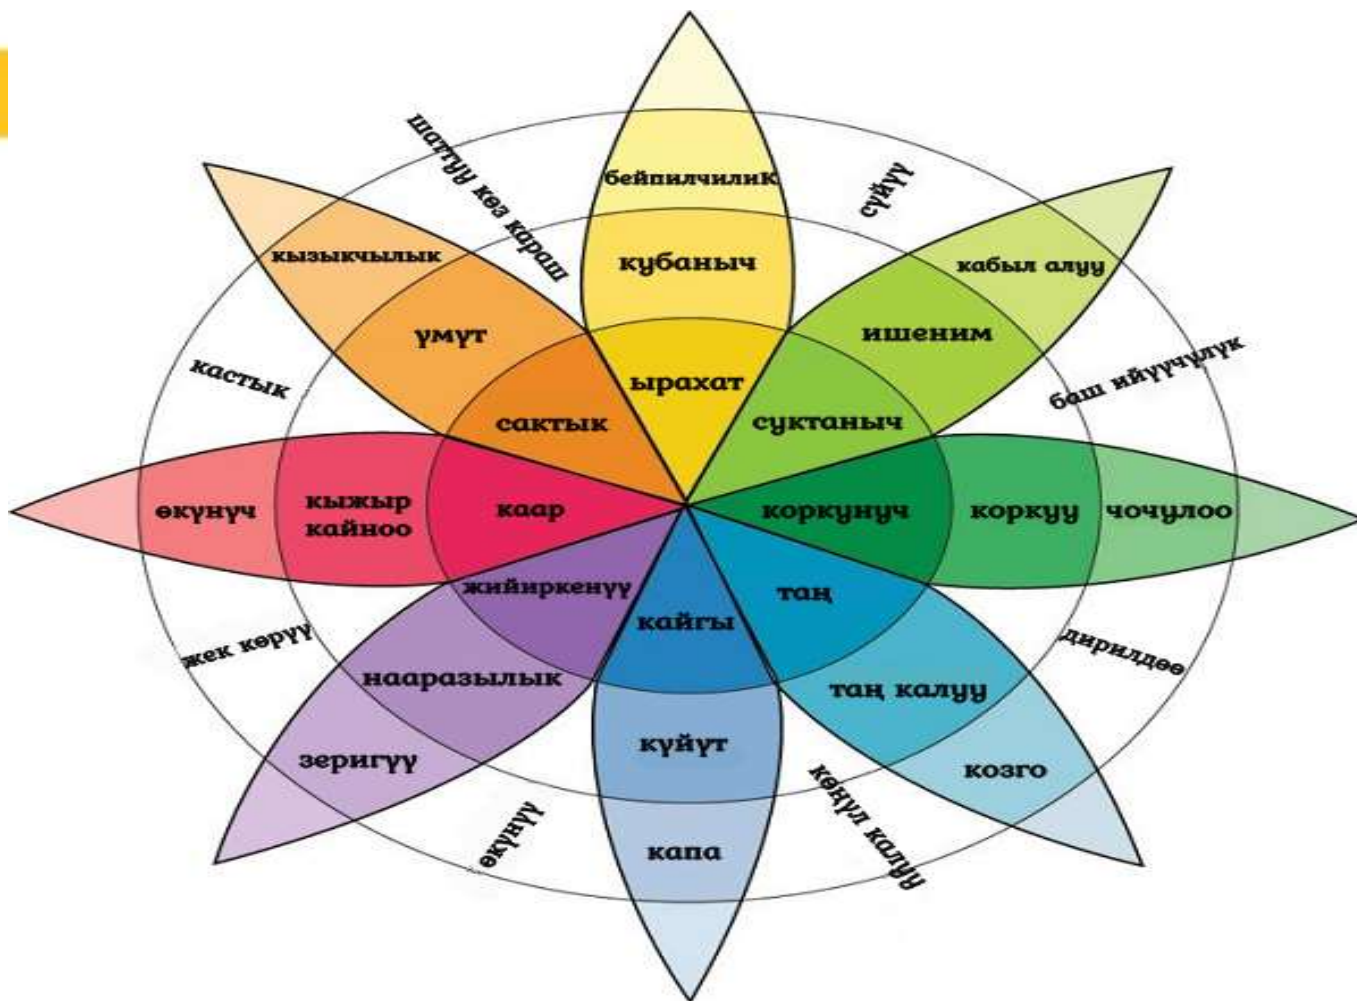 шаттуу көз караш
бейпилчилик
сүйүү
кызыкчылык
кубаныч
кабыл алуу
үмүт
ишеним
кастык
ырахат
баш ийүүчүлүк
сактык
суктаныч
өкүнүч
кыжыр
кайноо
каар
коркунуч
коркуу
чочулоо
жийиркенүү
таң
кайгы
жек көрүү
дирилдөө
нааразылык
таң калуу
күйүт
зеригүү
козго
өкүнүү
көңүл калуу
капа